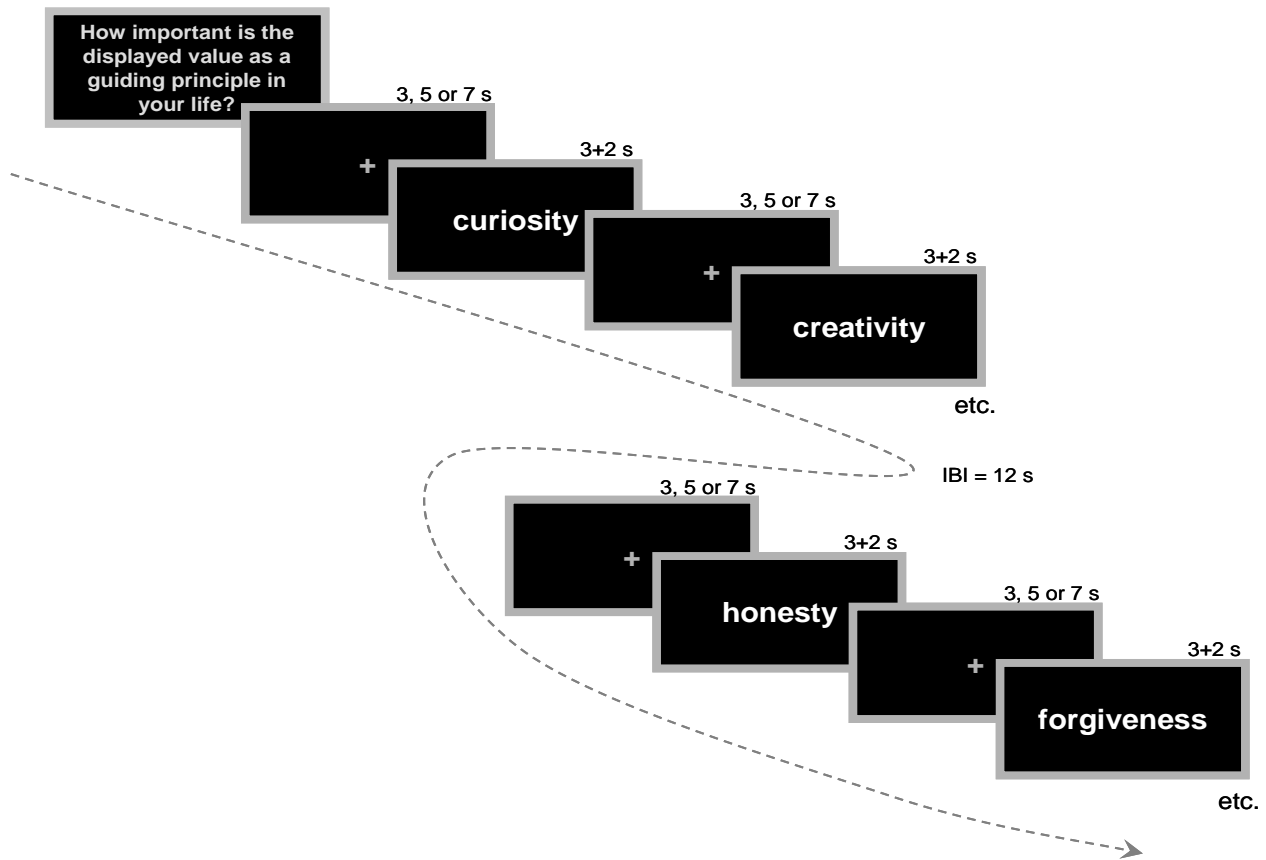 How important is the
displayed value as a
guiding principle in
your life?
3, 5 or 7 s
+
3+2 s
curiosity
3, 5 or 7 s
+
3+2 s
creativity
etc.
IBI = 12 s
3, 5 or 7 s
+
3+2 s
honesty
3, 5 or 7 s
+
3+2 s
forgiveness
etc.